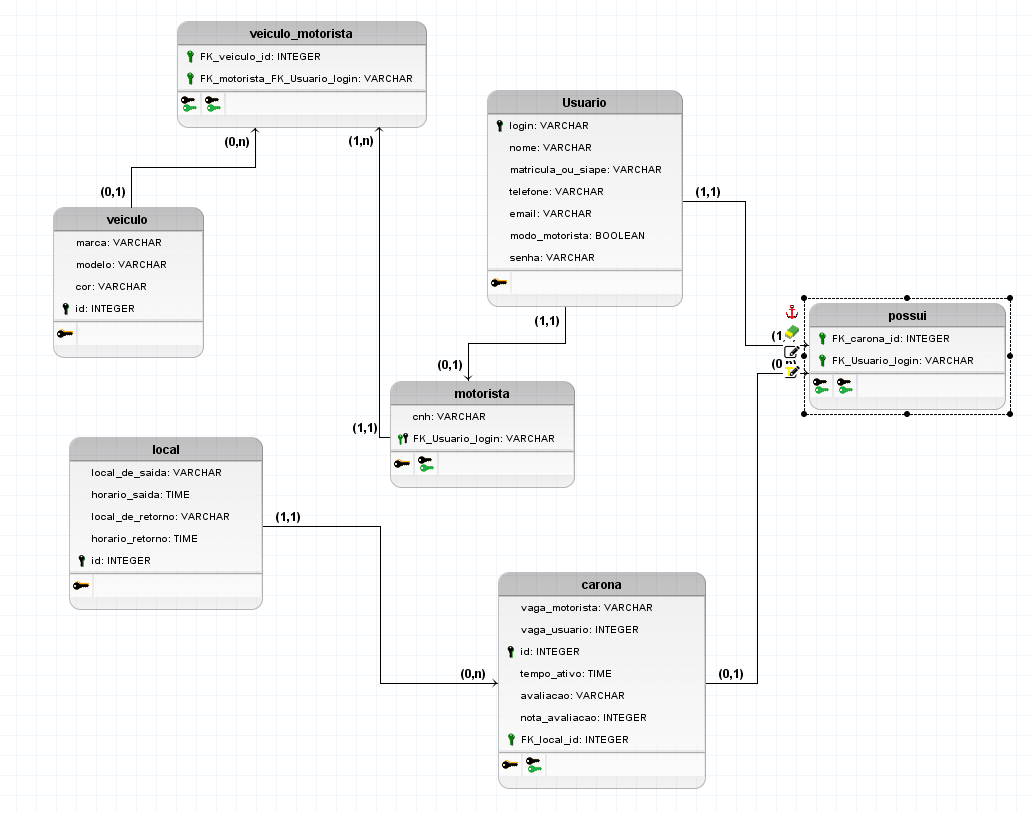 veiculo_motorista
FK_veiculo_id: INTEGER
FK_motorista_FK_Usuario_login: VARCHAR
(0,n)
(1,n)
(0,1)
veiculo
marca: VARCHAR
modelo: VARCHAR
cor: VARCHAR
id: INTEGER
Usuario
login: VARCHAR
nome: VARCHAR
matricula_ou_siape: VARCHAR
telefone: VARCHAR
email: VARCHAR
modo_motorista: BOOLEAN
senha: VARCHAR
(1,1)
(1,1)
(0,1)
possui
FK_carona_id: INTEGER
FK_Usuario_login: VARCHAR
(1,
(0
motorista
cnh: VARCHAR
FK_Usuario_login: VARCHAR
(1,1)
local
local_de_saida: VARCHAR
horario_saida: TIME
local_de_retorno: VARCHAR
horario_retorno: TIME
id: INTEGER
(1,1)
(0,n)
carona
vaga_motorista: VARCHAR
vaga_usuario: INTEGER
id: INTEGER
tempo_ativo: TIME
avaliacao: VARCHAR
nota_avaliacao: INTEGER
FK_local_id: INTEGER
(0,1)